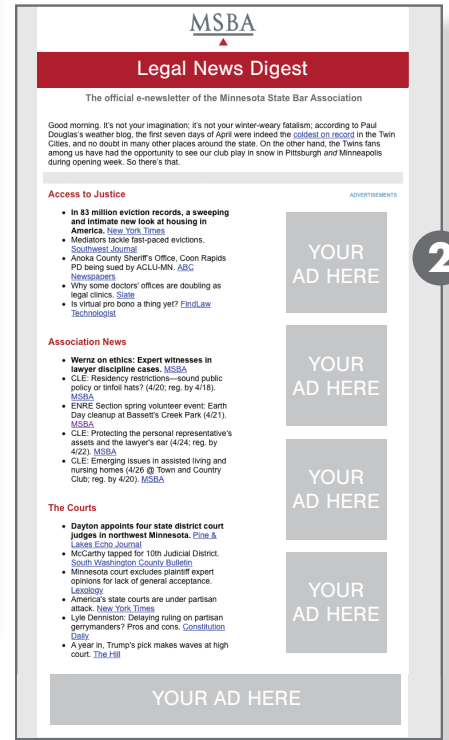 MSBA
Legal News Digest
The official e-newsletter of the Minnesota State Bar Association
Good morning. It's not your imagination; it's not your winter-weary fatalism; according to Paul
Douglas's weather blog, the first seven days of April were indeed the coldest on record in the Twin
Cities, and no doubt in many other places around the state. On the other hand, the Twins fans
among us have had the opportunity to see our club play in snow in Pittsburgh and Minneapolis
during opening week. So there's that.
Access to Justice
• In 83 million eviction records, a sweeping
and intimate new look at housing in
America. New York Times
• Mediators tackle fast-paced evictions.
Southwest Journal
• Anoka County Sheriff's Office, Coon Rapids
PD being sued by ACLU-MN. ABC
Newspapers
• Why some doctors' offices are doubling as
legal clinics. Slate
• Is virtual pro bono a thing yet? FindLaw
Technologist
Association News
• Wernz on ethics: Expert witnesses in
lawyer discipline cases. MSBA
• CLE: Residency restrictions—sound public
policy or tinfoil hats? (4/20; reg. by 4/18).
MSBA
• ENRE Section spring volunteer event: Earth
Day cleanup at Bassett's Creek Park (4/21).
MSBA
• CLE: Protecting the personal representative's
assets and the lawyer's ear (4/24; reg. by
4/22). MSBA
• CLE: Emerging issues in assisted living and
nursing homes (4/26 @ Town and Country
Club; reg. by 4/20). MSBA
The Courts
• Dayton appoints four state district court
judges in northwest Minnesota. Pine &
Lakes Echo Journal
• McCarthy tapped for 10th Judicial District.
South Washington County Bulletin
• Minnesota court excludes plaintiff expert
opinions for lack of general acceptance.
Lexology
• America's state courts are under partisan
attack. New York Times
• Lyle Denniston: Delaying ruling on partisan
gerrymanders? Pros and cons. Constitution
Daily
• A year in, Trump's pick makes waves at high
court. The Hill
ADVERTISEMENTS
YOUR
AD HERE
YOUR
AD HERE
YOUR
AD HERE
YOUR
AD HERE
YOUR AD HERE
2